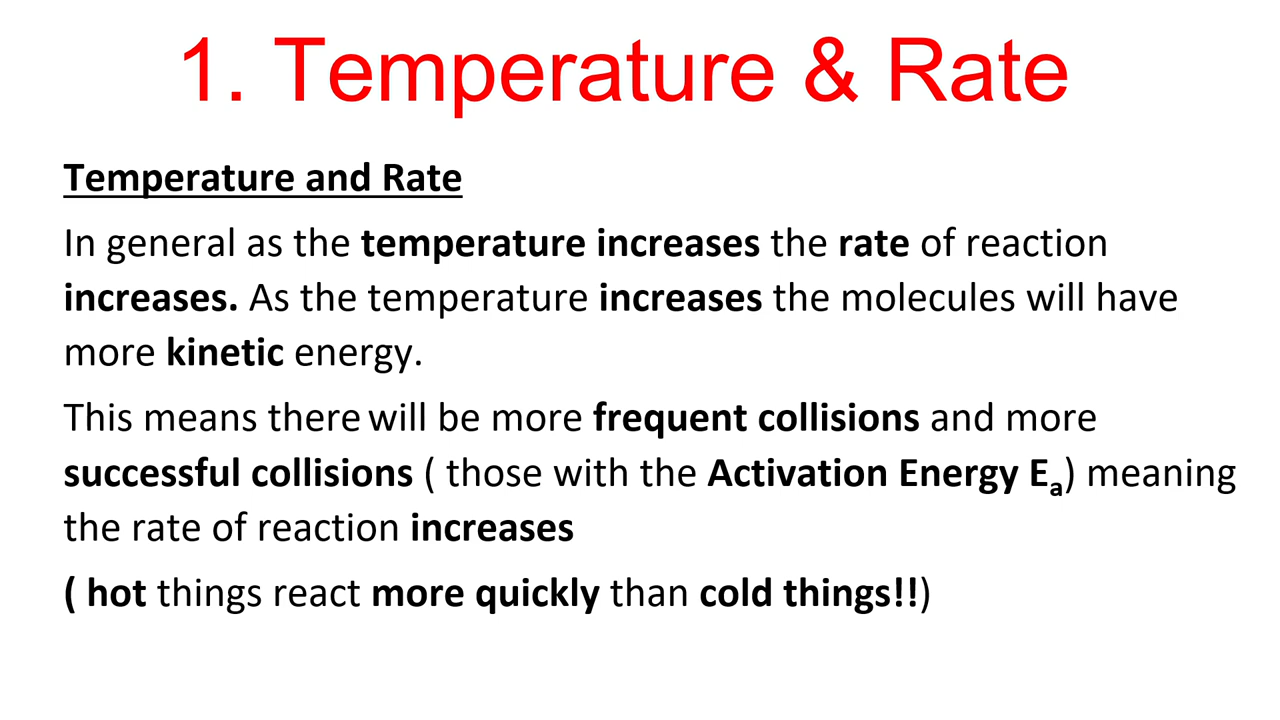 1. Temperature & Rate
Temperature and Rate
In general as the temperature increases the rate of reaction
increases. As the temperature increases the molecules will have
more kinetic energy.
This means there will be more frequent collisions and more
successful collisions ( those with the Activation Energy Ea) meaning
the rate of reaction increases
( hot things react more quickly than cold things!!)